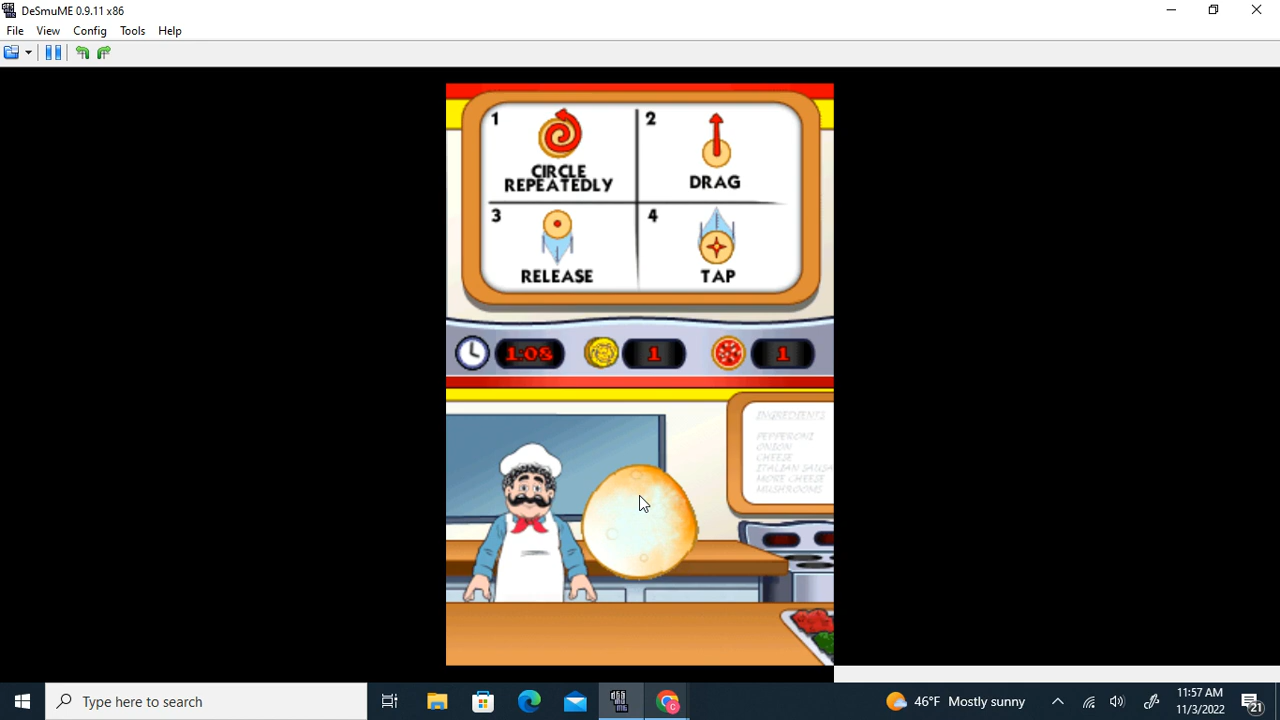 DeSmuME 0.9.11 x86
File View Config Tools Help
1 2
CIRCLE
REPEATEDLY
DRAG
3 4
RELEASE
TAP
1:08 1 1
INGREDIENTS
PEPPERONI
ONION
CHEESE
ITALIAN SAUSA
MORE CHEESE
MUSHROOMS
Type here to search
46°F Mostly sunny
11:57 AM
11/3/2022
21